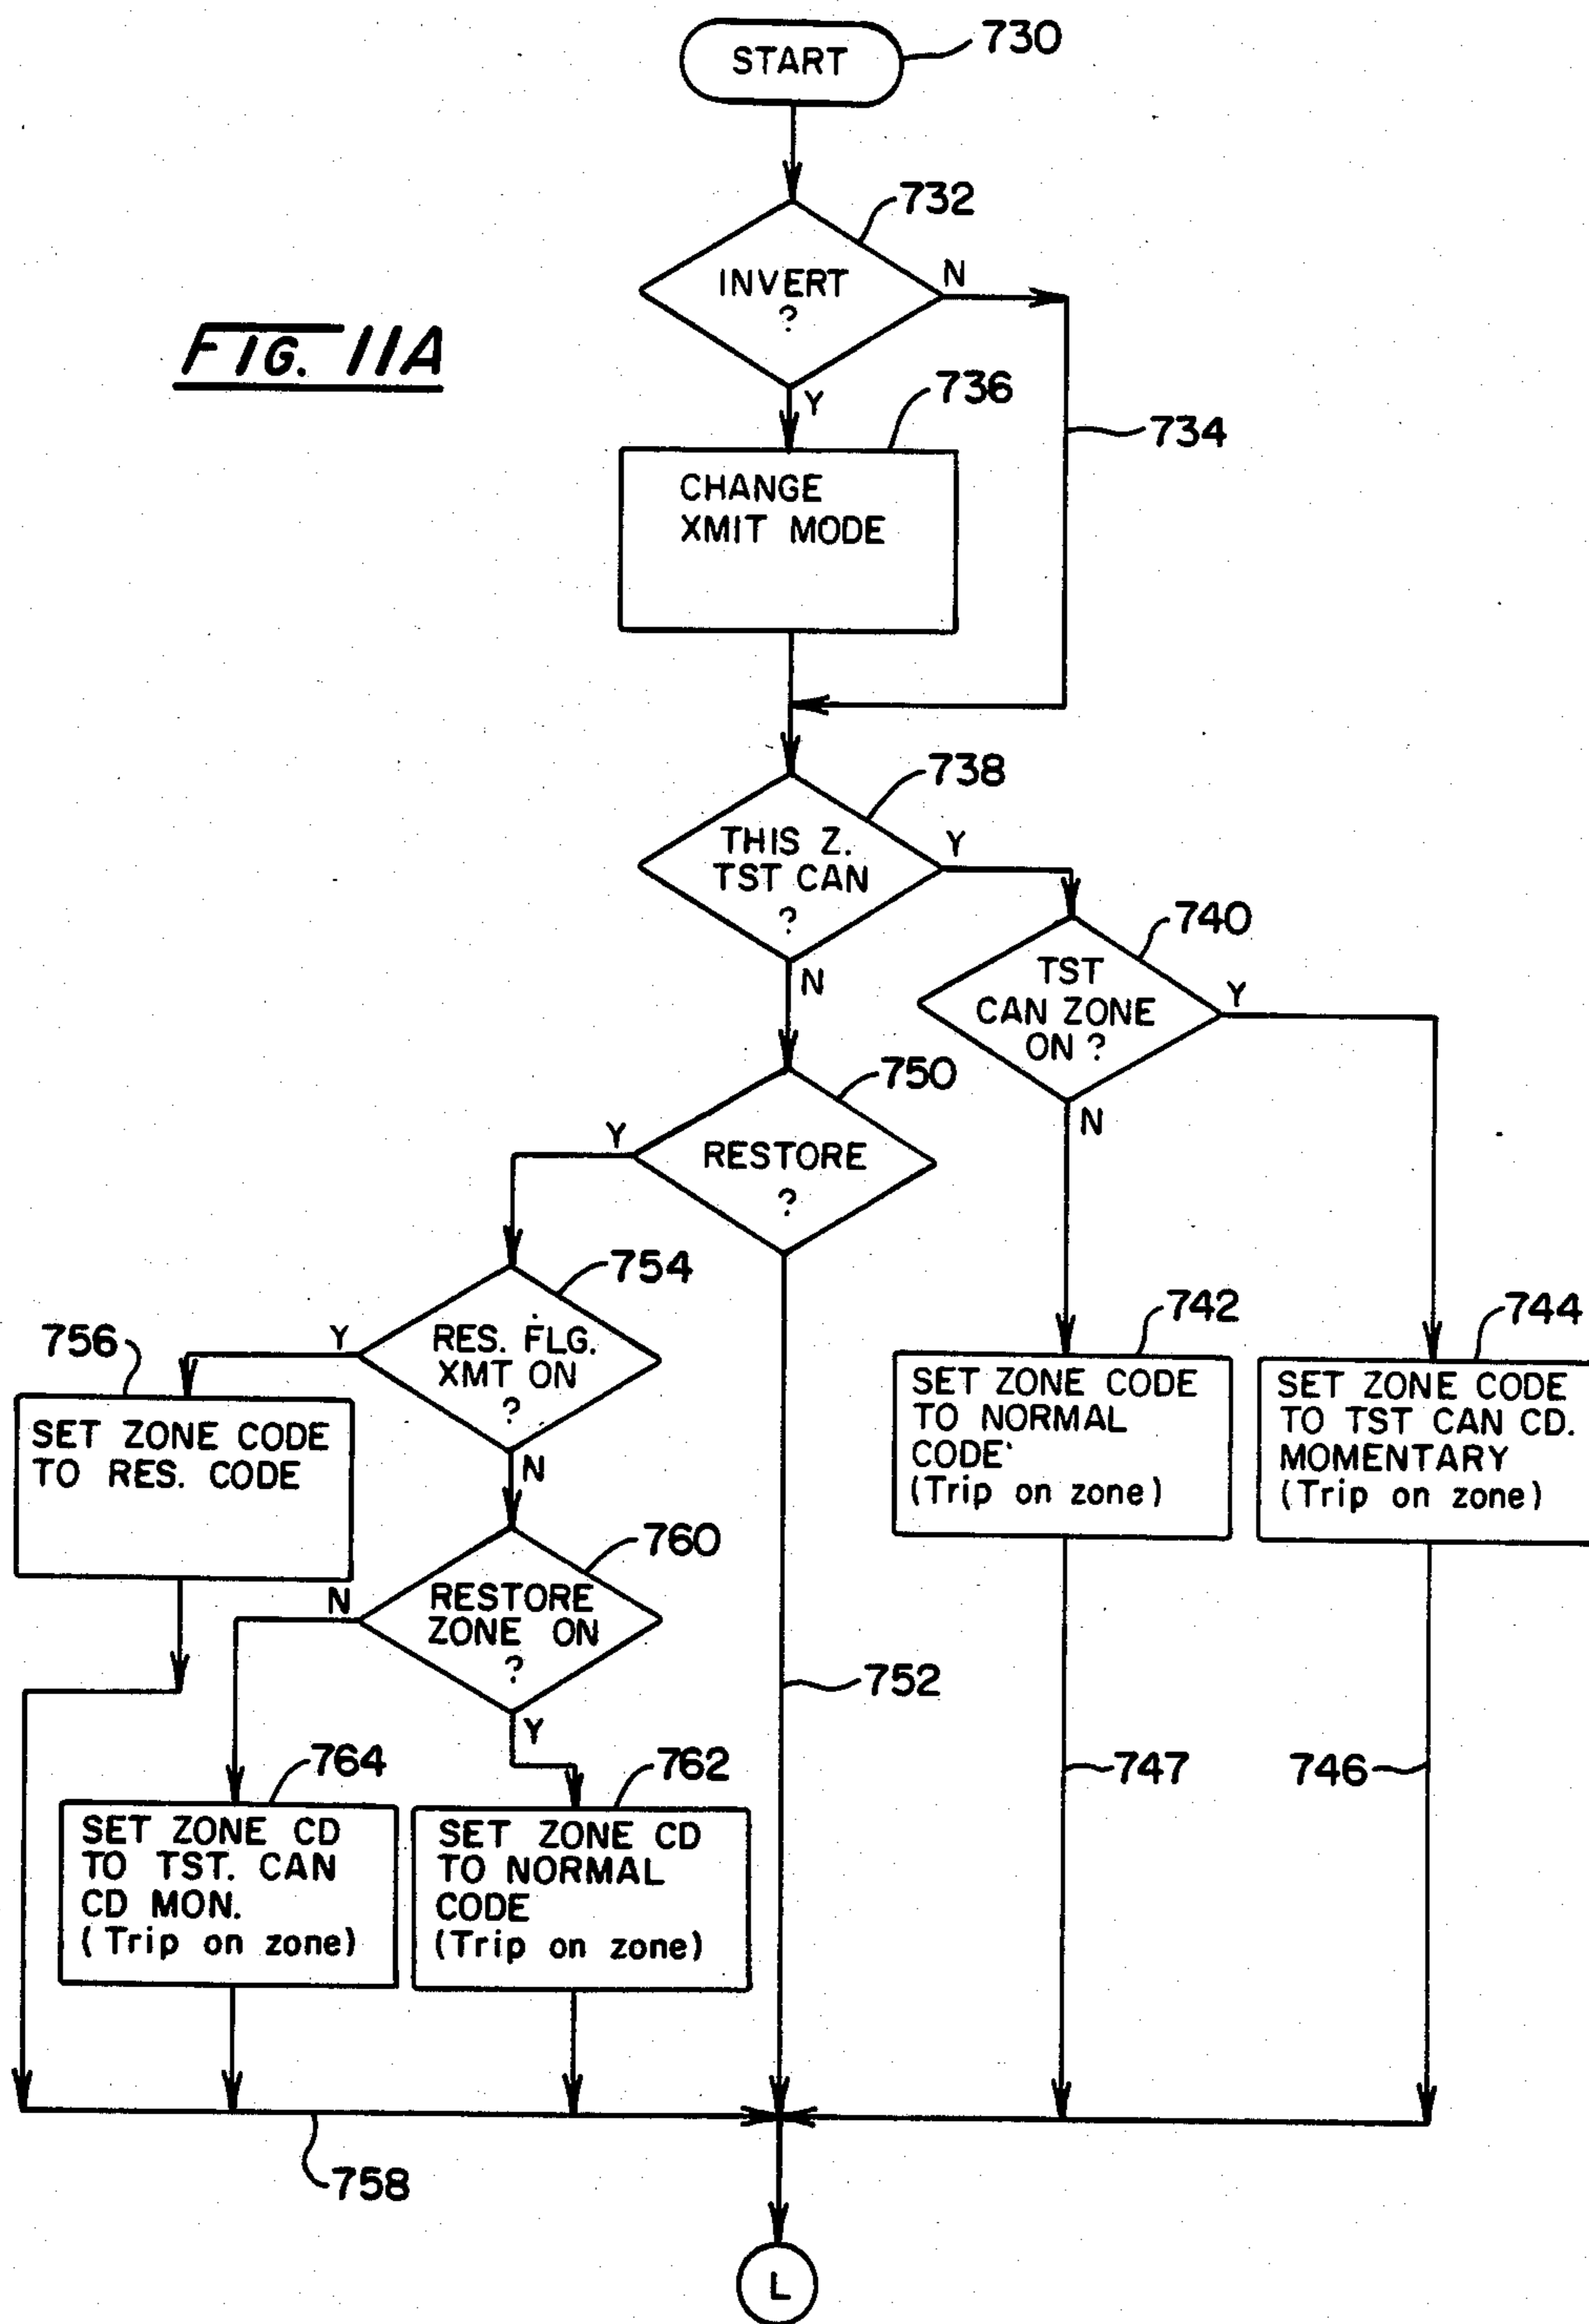 START
730
732
INVERT
?
N
FIG. 11A
Y
736
734
CHANGE
XMIT MODE
738
THIS Z.
TST CAN
?
Y
740
N
TST
CAN ZONE
ON ?
Y
750
N
Y
RESTORE
?
754
742
744
756
Y
RES. FLG.
XMT ON
?
SET ZONE CODE
TO NORMAL
CODE
(Trip on zone)
SET ZONE CODE
TO TST CAN CD.
MOMENTARY
(Trip on zone)
SET ZONE CODE
TO RES. CODE
N
760
N
RESTORE
ZONE ON
?
752
Y
764
762
747
746
SET ZONE CD
TO TST. CAN
CD MON.
(Trip on zone)
SET ZONE CD
TO NORMAL
CODE
(Trip on zone)
758
L